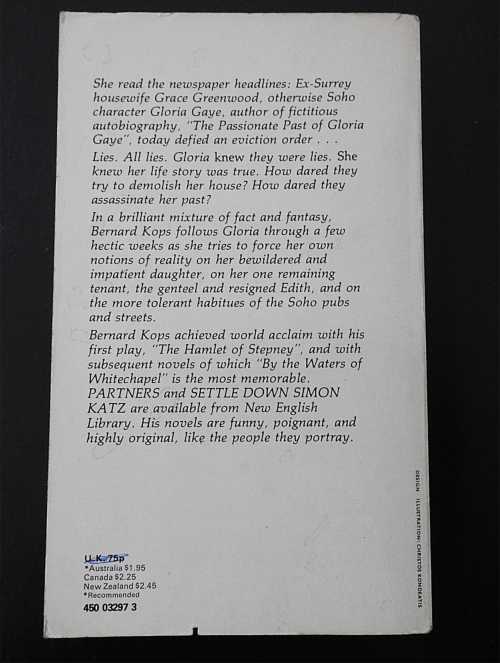 She read the newspaper headlines: Ex-Surrey
housewife Grace Greenwood, otherwise Soho
character Gloria Gaye, author of fictitious
autobiography, "The Passionate Past of Gloria
Gaye", today defied an eviction order . . .
Lies. All lies. Gloria knew they were lies. She
knew her life story was true. How dared they
try to demolish her house? How dared they
assassinate her past?
In a brilliant mixture of fact and fantasy,
Bernard Kops follows Gloria through a few
hectic weeks as she tries to force her own
notions of reality on her bewildered and
impatient daughter, on her one remaining
tenant, the genteel and resigned Edith, and on
the more tolerant habitues of the Soho pubs
and streets.
Bernard Kops achieved world acclaim with his
first play, "The Hamlet of Stepney", and with
subsequent novels of which "By the Waters of
Whitechapel" is the most memorable.
PARTNERS and SETTLE DOWN SIMON
KATZ are available from New English
Library. His novels are funny, poignant, and
highly original, like the people they portray.
U.K. 75p
*Australia $1.95
Canada $2.25
New Zealand $2.45
*Recommended
450 03297 3
DESIGN ILLUSTRATION: CHRISTOS KONDEATIS